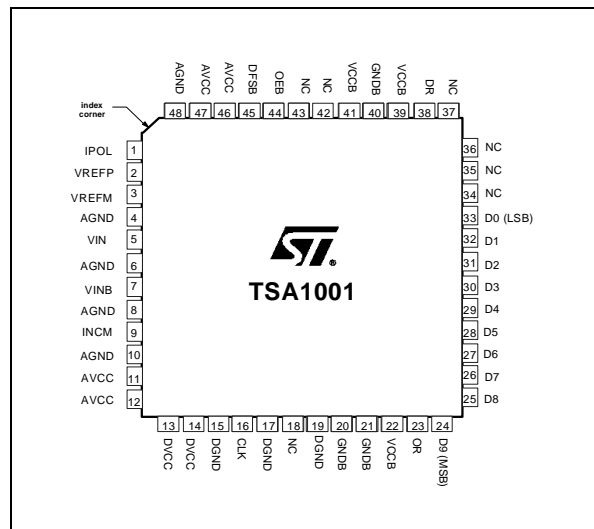 AGND AVCC AVCC DFSB OEB NC NC VCCB GNDB VCCB DR NC
index
corner
48 47 46 45 44 43 42 41 40 39 38 37
IPOL 1
VREFP 2
VREFM 3
AGND 4
VIN 5
AGND 6
VINB 7
AGND 8
INCM 9
AGND 10
AVCC 11
AVCC 12
ST®
TSA1001
36 NC
35 NC
34 NC
33 D0 (LSB)
32 D1
31 D2
30 D3
29 D4
28 D5
27 D6
26 D7
25 D8
13 14 15 16 17 18 19 20 21 22 23 24
DVCC DVCC DGND CLK DGND NC DGND GNDB GNDB VCCB OR D9 (MSB)